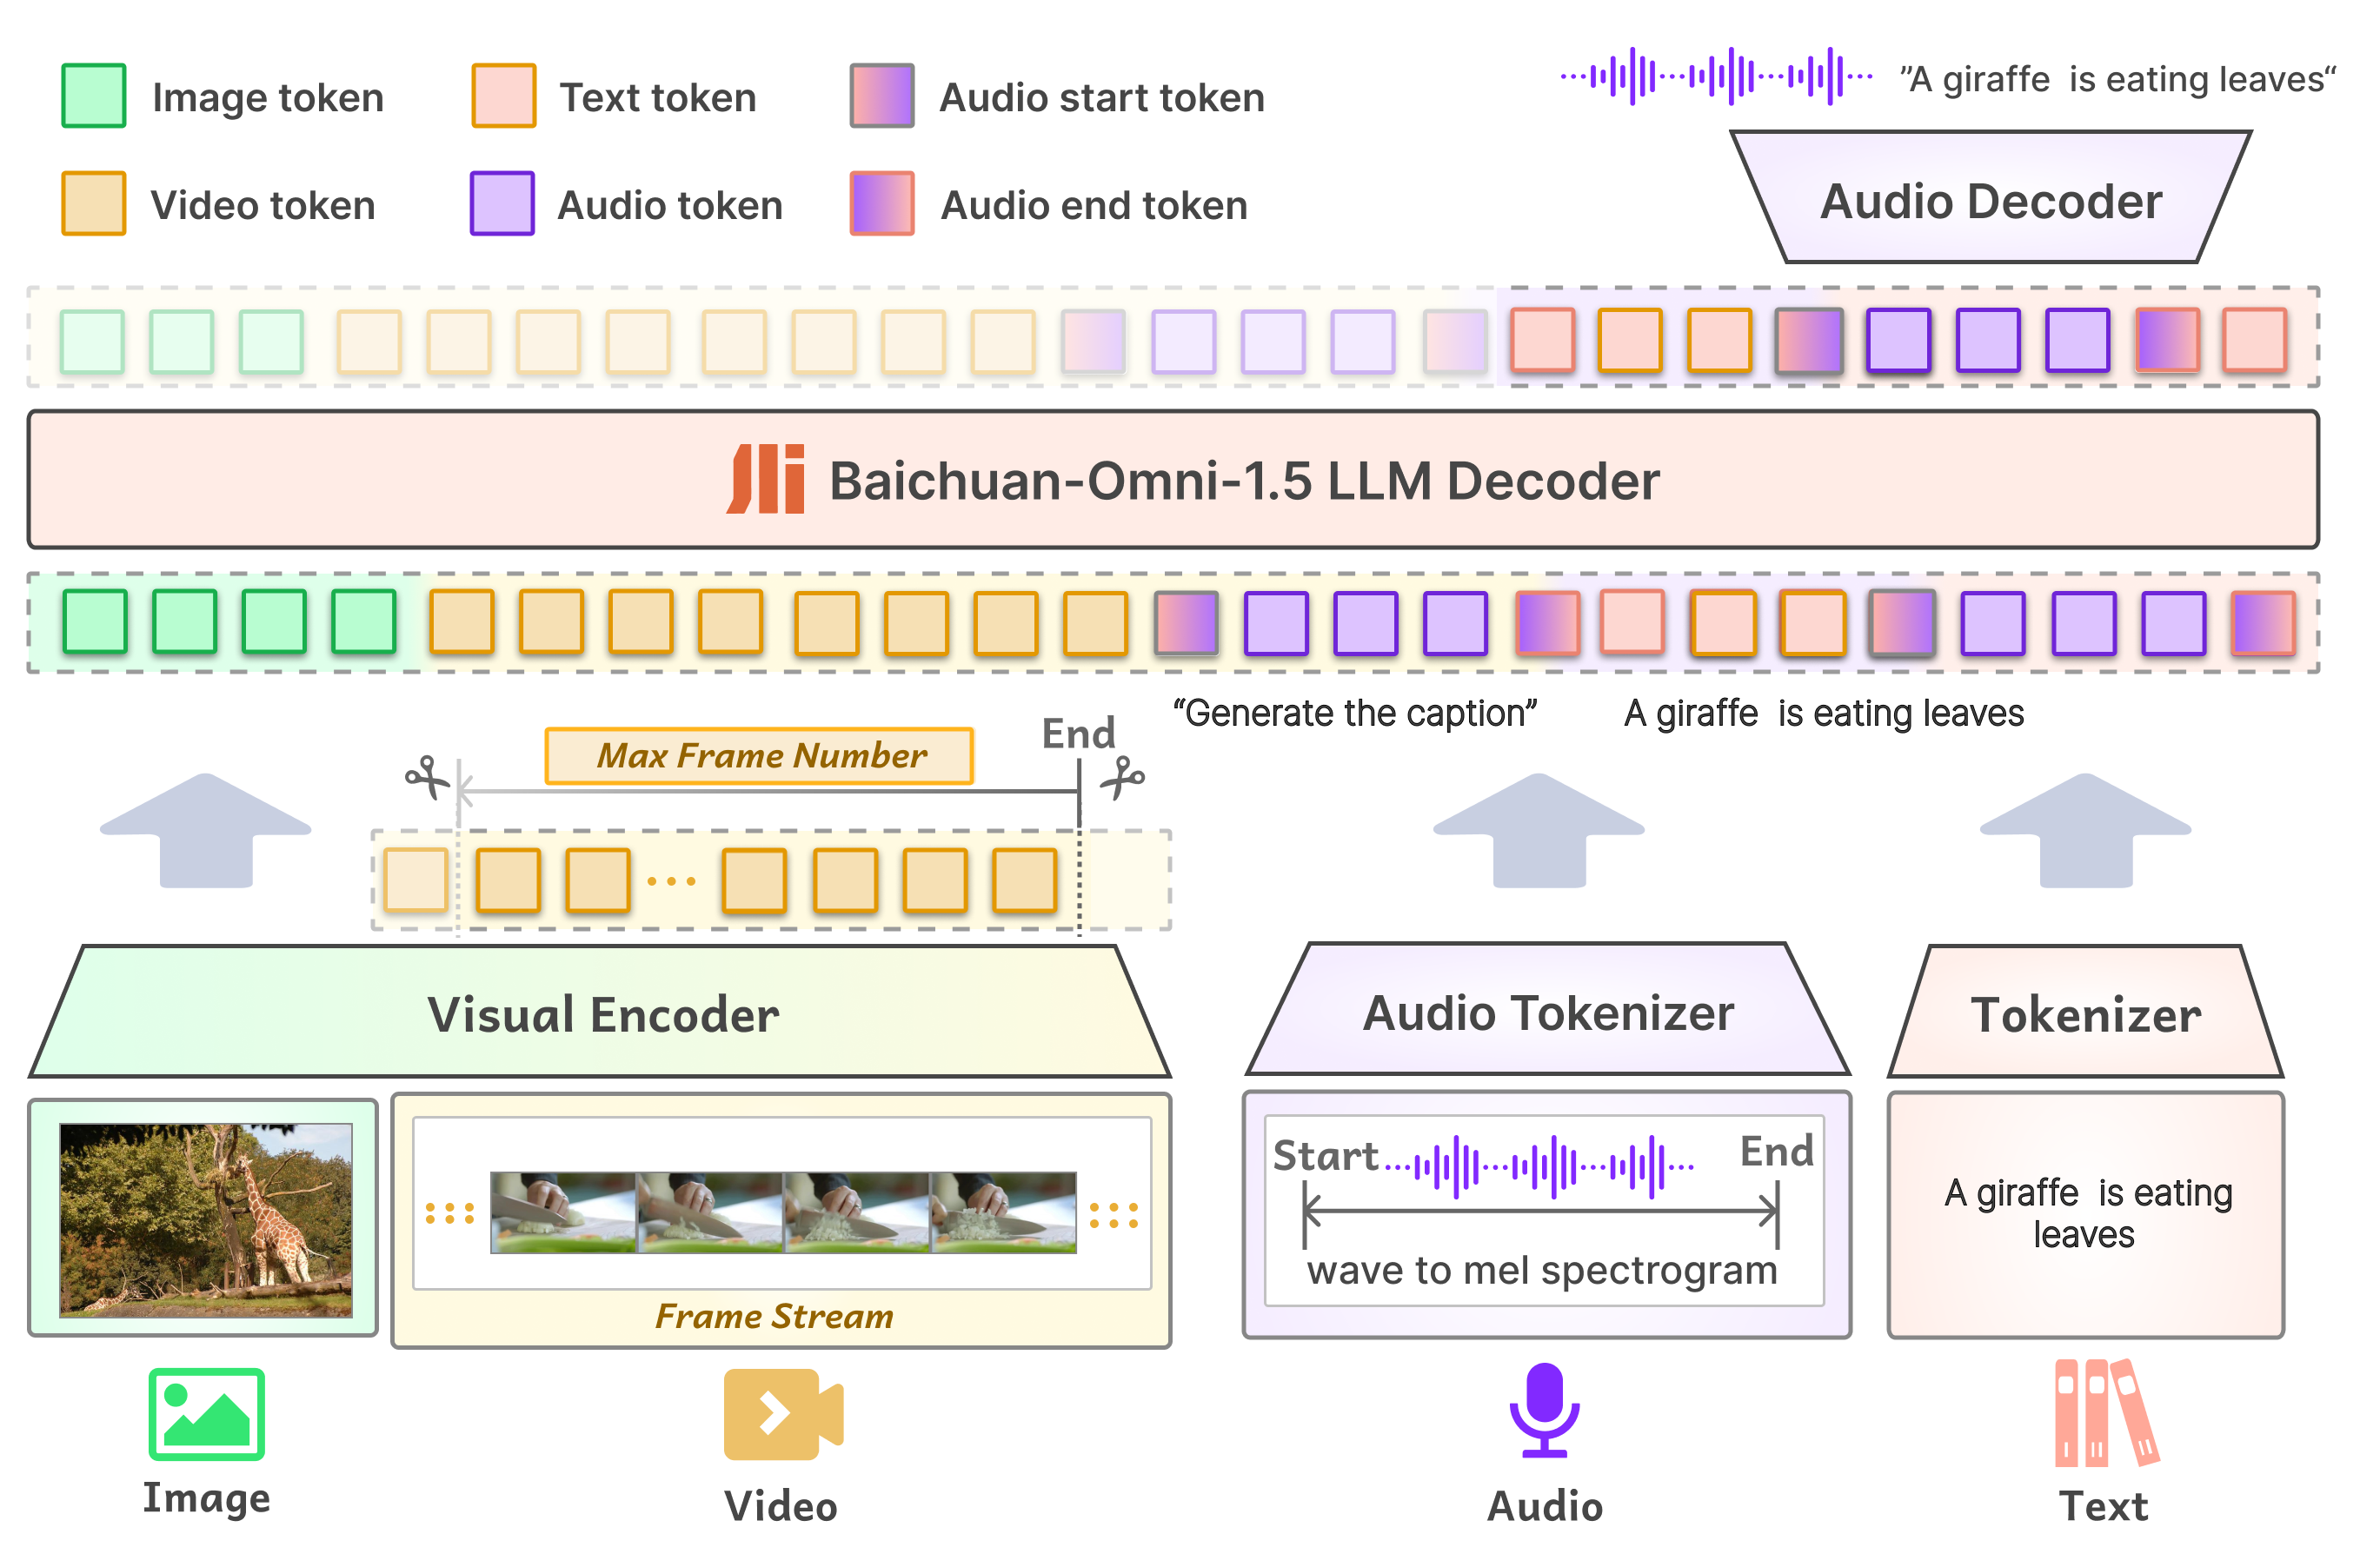 Image token
Text token
Audio start token
Video token
Audio token
Audio end token
”A giraffe is eating leaves“
Audio Decoder
Baichuan-Omni-1.5 LLM Decoder
“Generate the caption”
A giraffe is eating leaves
Max Frame Number
End
Visual Encoder
Audio Tokenizer
Tokenizer
Start
End
wave to mel spectrogram
A giraffe is eating
leaves
Frame Stream
Image
Video
Audio
Text